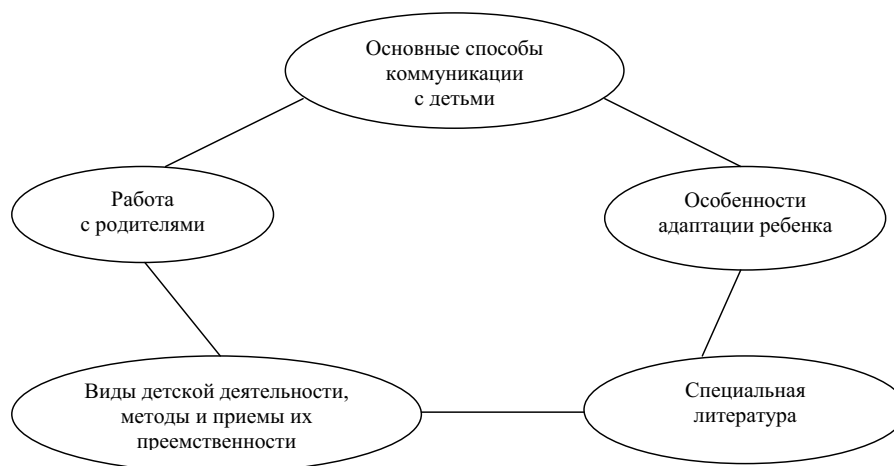 Основные способы
коммуникации
с детьми
Работа
с родителями
Особенности
адаптации ребенка
Виды детской деятельности,
методы и приемы их
преемственности
Специальная
литература